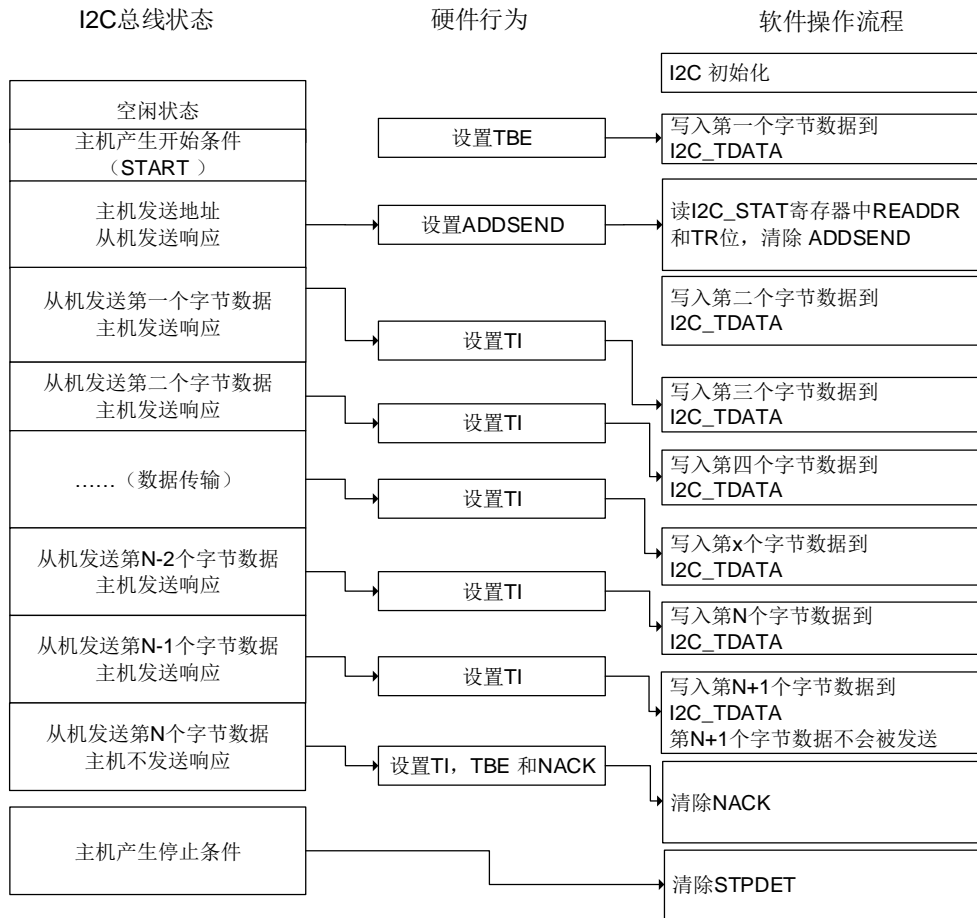 I2C总线状态
硬件行为
软件操作流程
I2C 初始化
空闲状态
主机产生开始条件
（START ）
设置TBE
写入第一个字节数据到
I2C_TDATA
主机发送地址
从机发送响应
设置ADDSEND
读I2C_STAT寄存器中READDR
和TR位，清除 ADDSEND
从机发送第一个字节数据
主机发送响应
设置TI
写入第二个字节数据到
I2C_TDATA
从机发送第二个字节数据
主机发送响应
设置TI
写入第三个字节数据到
I2C_TDATA
……（数据传输）
设置TI
写入第四个字节数据到
I2C_TDATA
从机发送第N-2个字节数据
主机发送响应
设置TI
写入第x个字节数据到
I2C_TDATA
从机发送第N-1个字节数据
主机发送响应
设置TI
写入第N个字节数据到
I2C_TDATA
从机发送第N个字节数据
主机不发送响应
设置TI，TBE 和NACK
写入第N+1个字节数据到
I2C_TDATA
第N+1个字节数据不会被发送
清除NACK
主机产生停止条件
清除STPDET